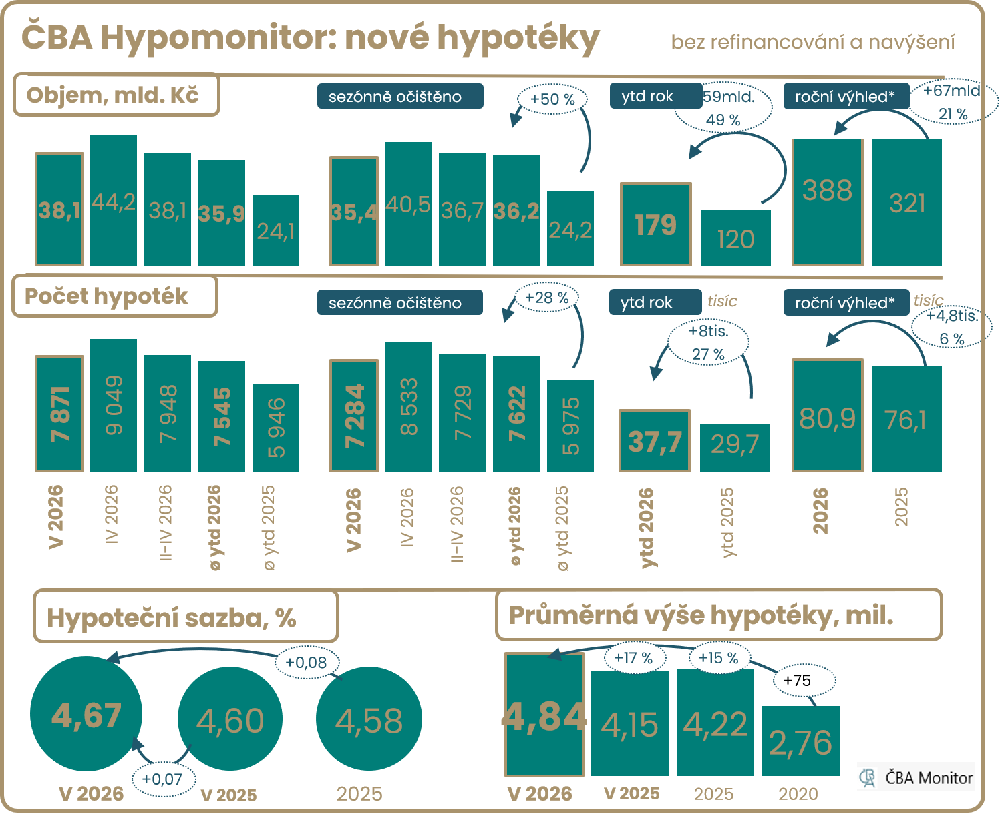 ČBA Hypomonitor: nové hypotéky
bez refinancování a navýšení
Objem, mld. Kč
sezónně očištěno
+50 %
ytd rok
59mld.
49 %
roční výhled*
+67mld
21 %
38,1
44,2
38,1
35,9
24,1
35,4
40,5
36,7
36,2
24,2
179
120
388
321
Počet hypoték
sezónně očištěno
+28 %
ytd rok
tisíc
+8tis.
27 %
roční výhled*
tisíc
+4,8tis.
6 %
7 871
9 049
7 948
7 545
5 946
7 284
8 533
7 729
7 622
5 975
37,7
29,7
80,9
76,1
V 2026
IV 2026
II-IV 2026
ø ytd 2026
ø ytd 2025
V 2026
IV 2026
II-IV 2026
ø ytd 2026
ø ytd 2025
ytd 2026
ytd 2025
2026
2025
Hypoteční sazba, %
+0,08
4,67
4,60
4,58
+0,07
V 2026
V 2025
2025
Průměrná výše hypotéky, mil.
+17 %
+15 %
+75
4,84
4,15
4,22
2,76
V 2026
V 2025
2025
2020
ČBA Monitor